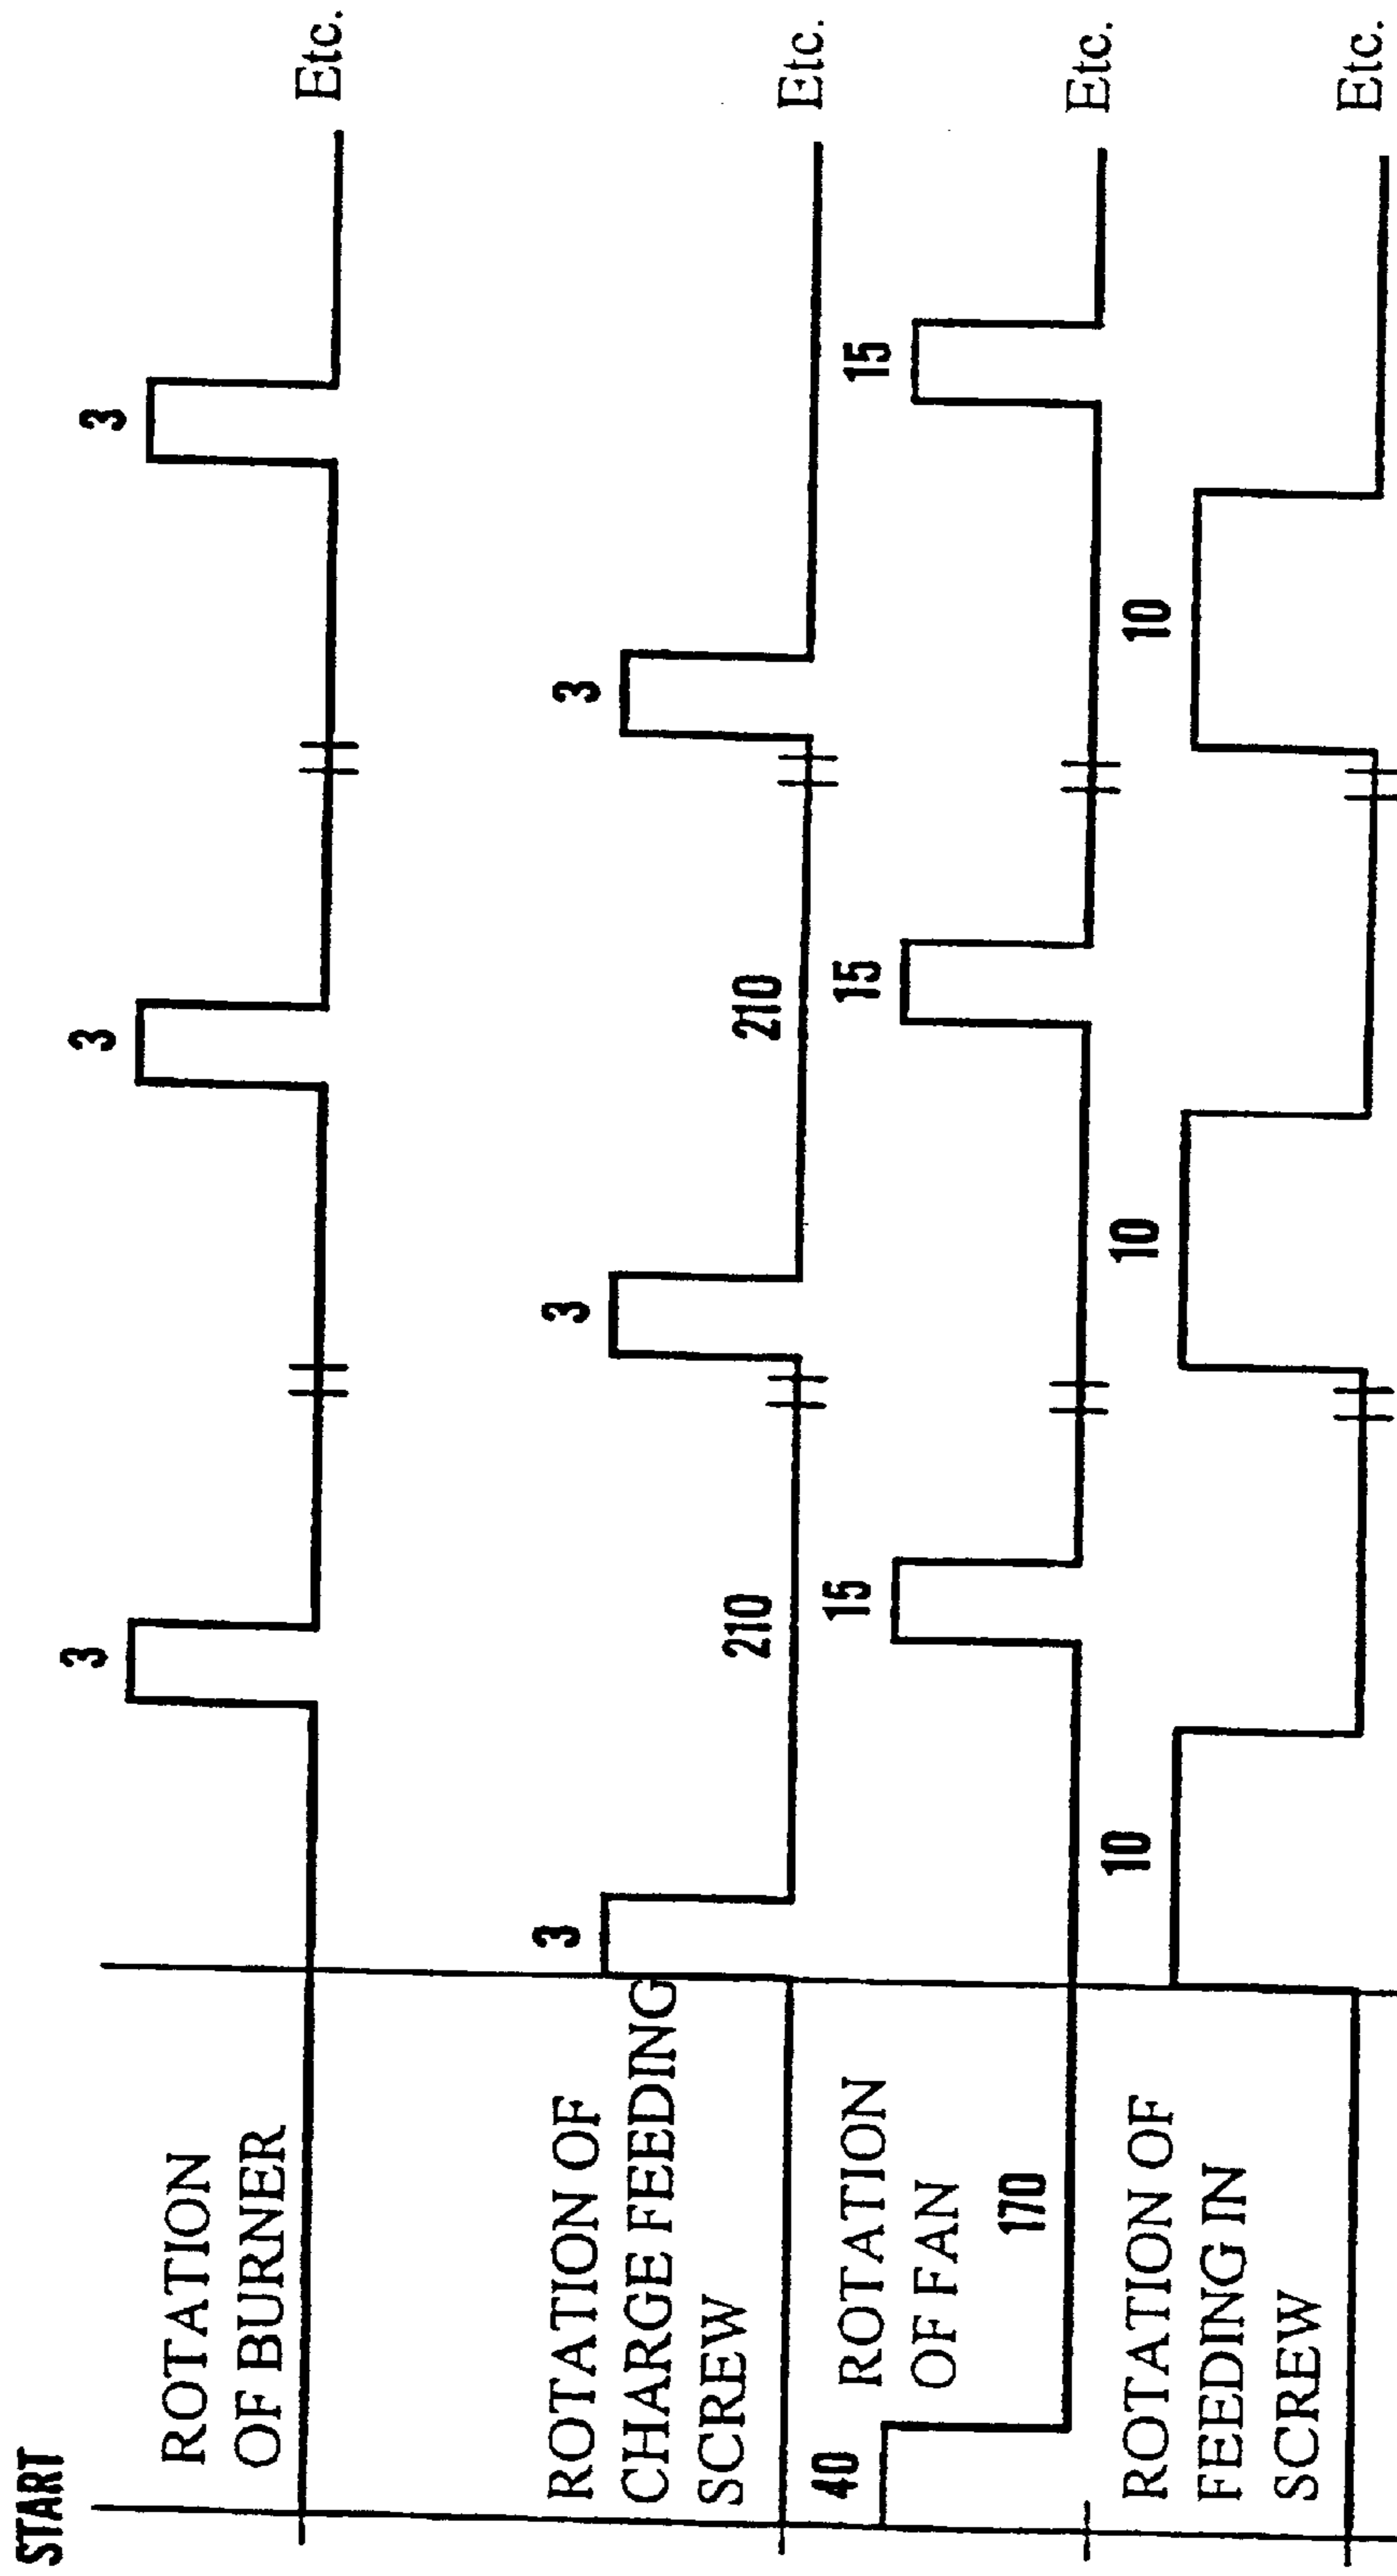 START
3 3 3
ROTATION
OF BURNER
Etc.
3 3 3
ROTATION OF
CHARGE FEEDING
SCREW
210 210
Etc.
40
15 15 15
ROTATION
OF FAN
170
Etc.
10 10 10
ROTATION OF
FEEDING IN
SCREW
Etc.